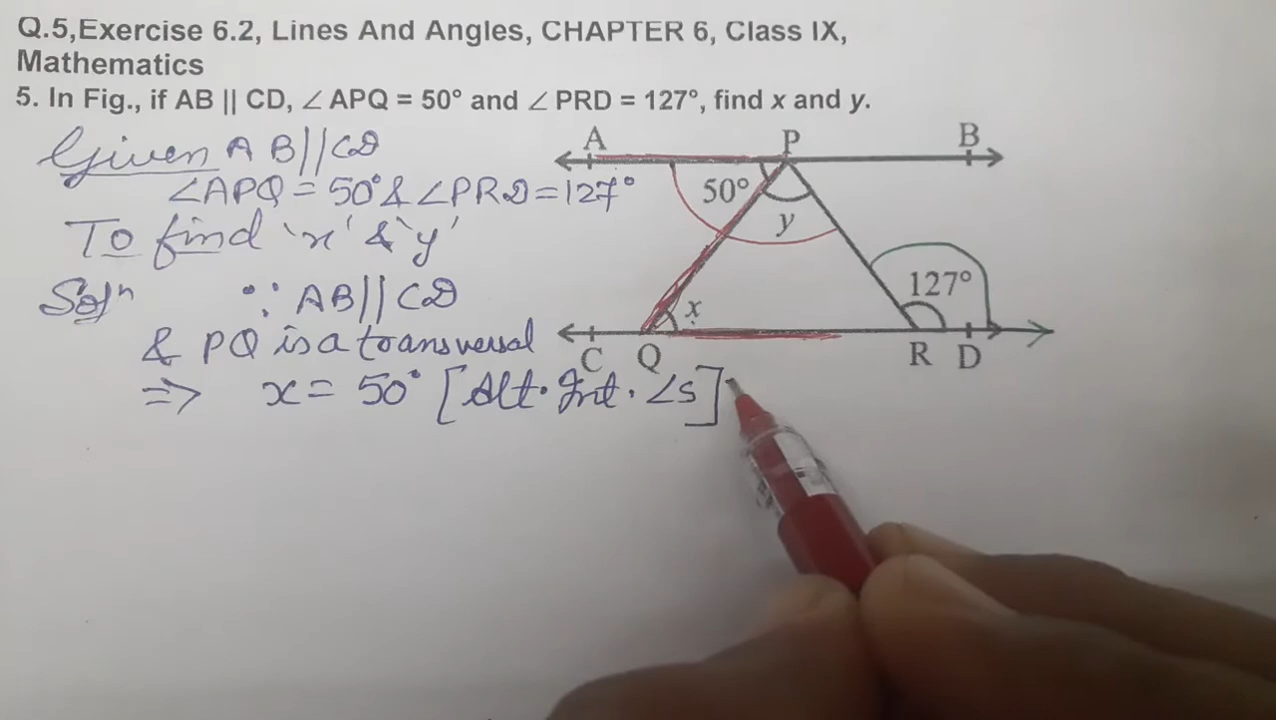 Q.5,Exercise 6.2, Lines And Angles, CHAPTER 6, Class IX,
Mathematics
5. In Fig., if AB || CD, ∠ APQ = 50° and ∠ PRD = 127°, find x and y.
Given AB//CD
∠APQ = 50° & ∠PRD = 127°
To find 'x' & 'y'
Solⁿ ∵ AB//CD
& PQ is a transversal
=> x = 50° [Alt. Int. ∠s]
A P B
50° y
127°
x
C Q R D